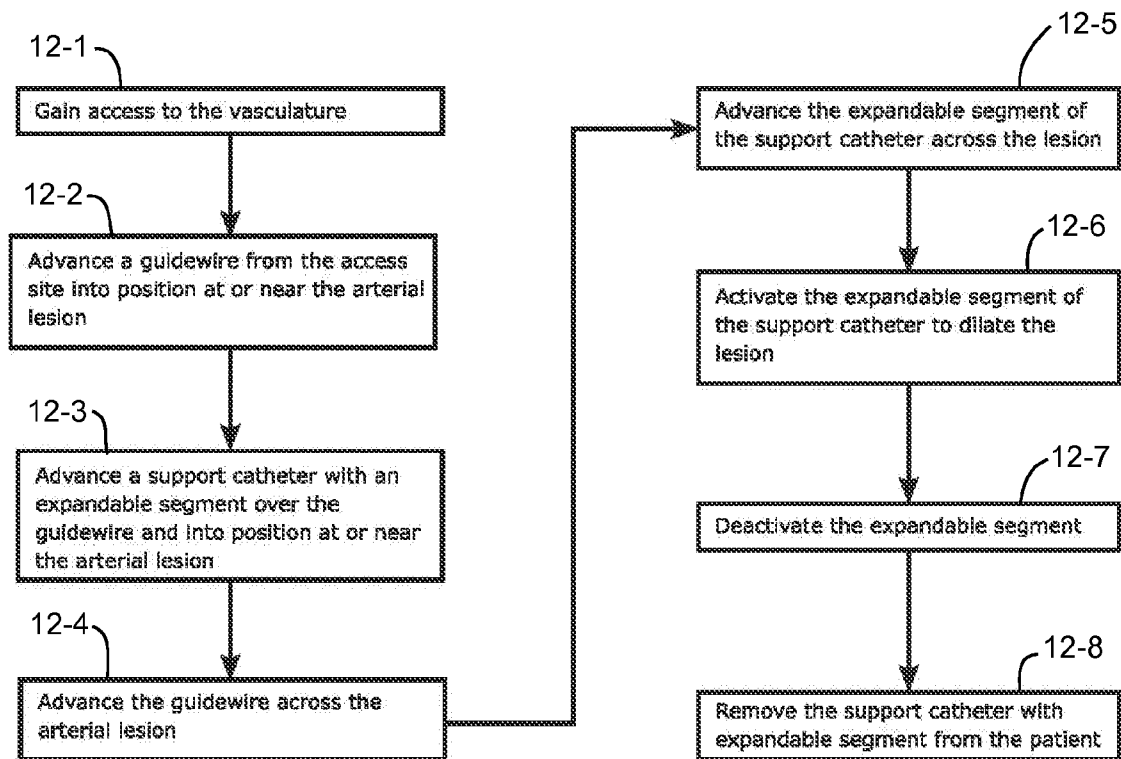 12-1
Gain access to the vasculature
12-2
Advance a guidewire from the access
site into position at or near the arterial
lesion
12-3
Advance a support catheter with an
expandable segment over the
guidewire and into position at or near
the arterial lesion
12-4
Advance the guidewire across the
arterial lesion
12-5
Advance the expandable segment of
the support catheter across the lesion
12-6
Activate the expandable segment of
the support catheter to dilate the
lesion
12-7
Deactivate the expandable segment
12-8
Remove the support catheter with
expandable segment from the patient